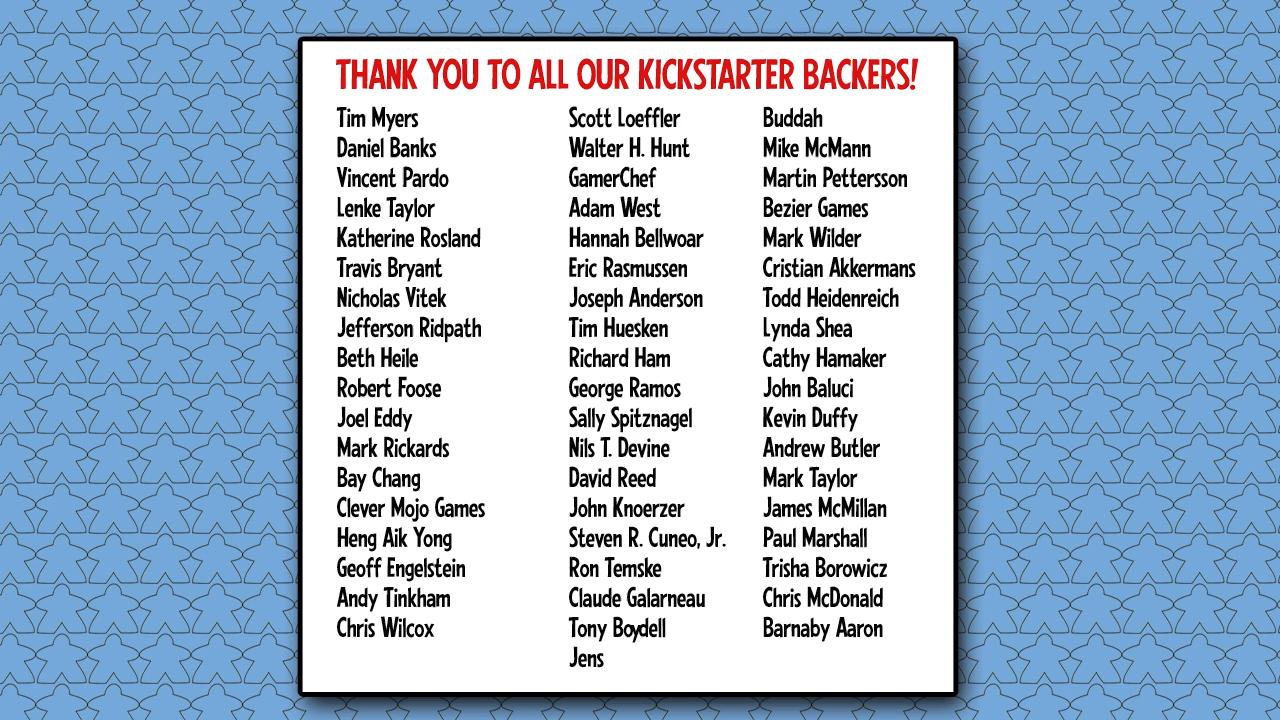 THANK YOU TO ALL OUR KICKSTARTER BACKERS!
Tim Myers
Daniel Banks
Vincent Pardo
Lenke Taylor
Katherine Rosland
Travis Bryant
Nicholas Vitek
Jefferson Ridpath
Beth Heile
Robert Foose
Joel Eddy
Mark Rickards
Bay Chang
Clever Mojo Games
Heng Aik Yong
Geoff Engelstein
Andy Tinkham
Chris Wilcox
Scott Loeffler
Walter H. Hunt
GamerChef
Adam West
Hannah Bellwoar
Eric Rasmussen
Joseph Anderson
Tim Huesken
Richard Ham
George Ramos
Sally Spitznagel
Nils T. Devine
David Reed
John Knoerzer
Steven R. Cuneo, Jr.
Ron Temske
Claude Galarneau
Tony Boydell
Jens
Buddah
Mike McMann
Martin Pettersson
Bezier Games
Mark Wilder
Cristian Akkermans
Todd Heidenreich
Lynda Shea
Cathy Hamaker
John Baluci
Kevin Duffy
Andrew Butler
Mark Taylor
James McMillan
Paul Marshall
Trisha Borowicz
Chris McDonald
Barnaby Aaron